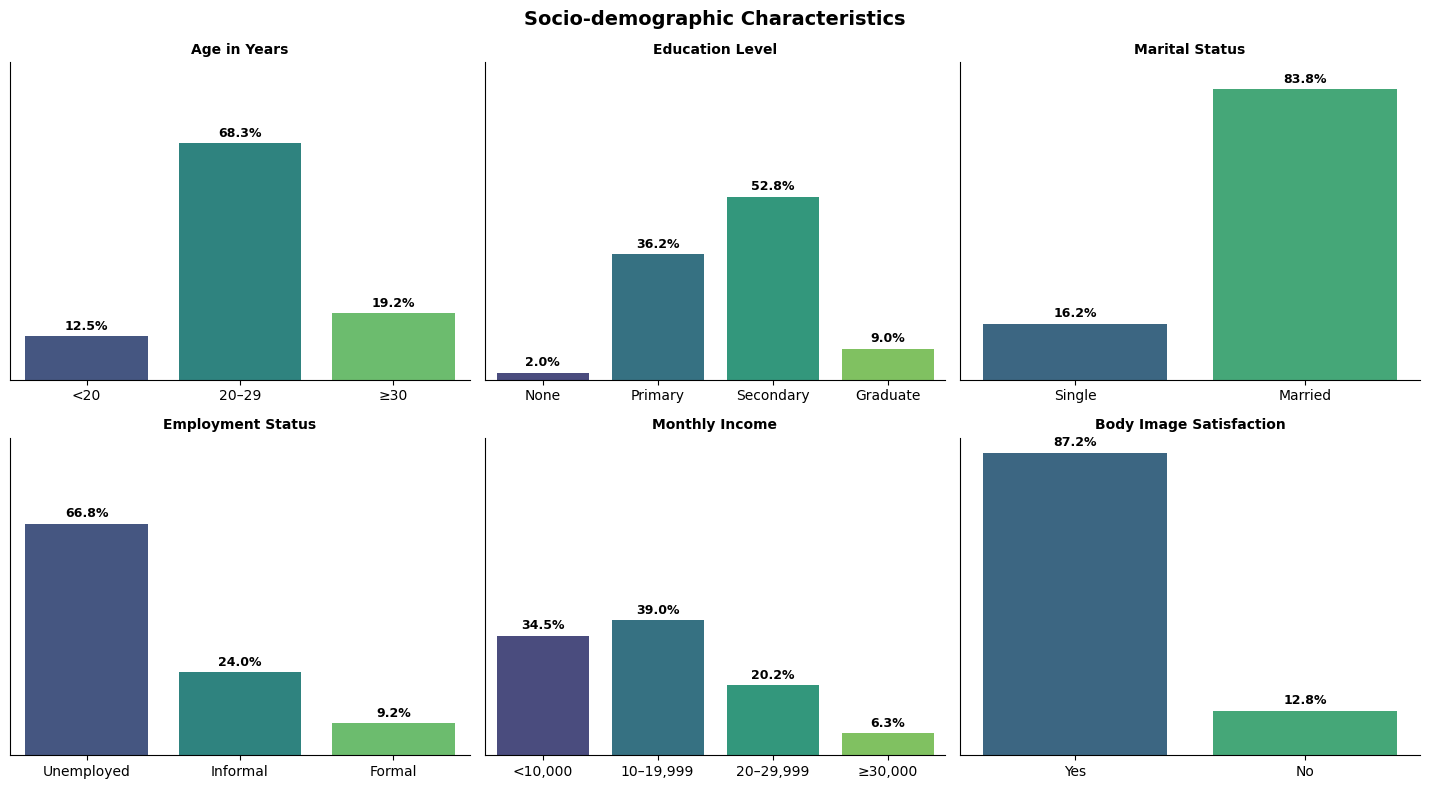 Socio-demographic Characteristics
Age in Years
12.5%
68.3%
19.2%
<20
20–29
≥30
Education Level
2.0%
36.2%
52.8%
9.0%
None
Primary
Secondary
Graduate
Marital Status
16.2%
83.8%
Single
Married
Employment Status
66.8%
24.0%
9.2%
Unemployed
Informal
Formal
Monthly Income
34.5%
39.0%
20.2%
6.3%
<10,000
10–19,999
20–29,999
≥30,000
Body Image Satisfaction
87.2%
12.8%
Yes
No